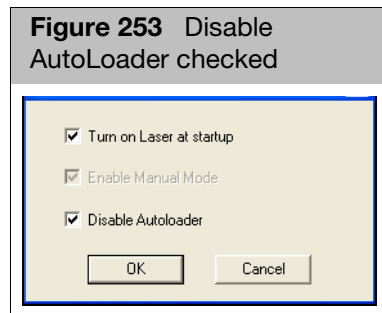 Figure 253 Disable
AutoLoader checked
Turn on Laser at startup
Enable Manual Mode
Disable Autoloader
OK Cancel